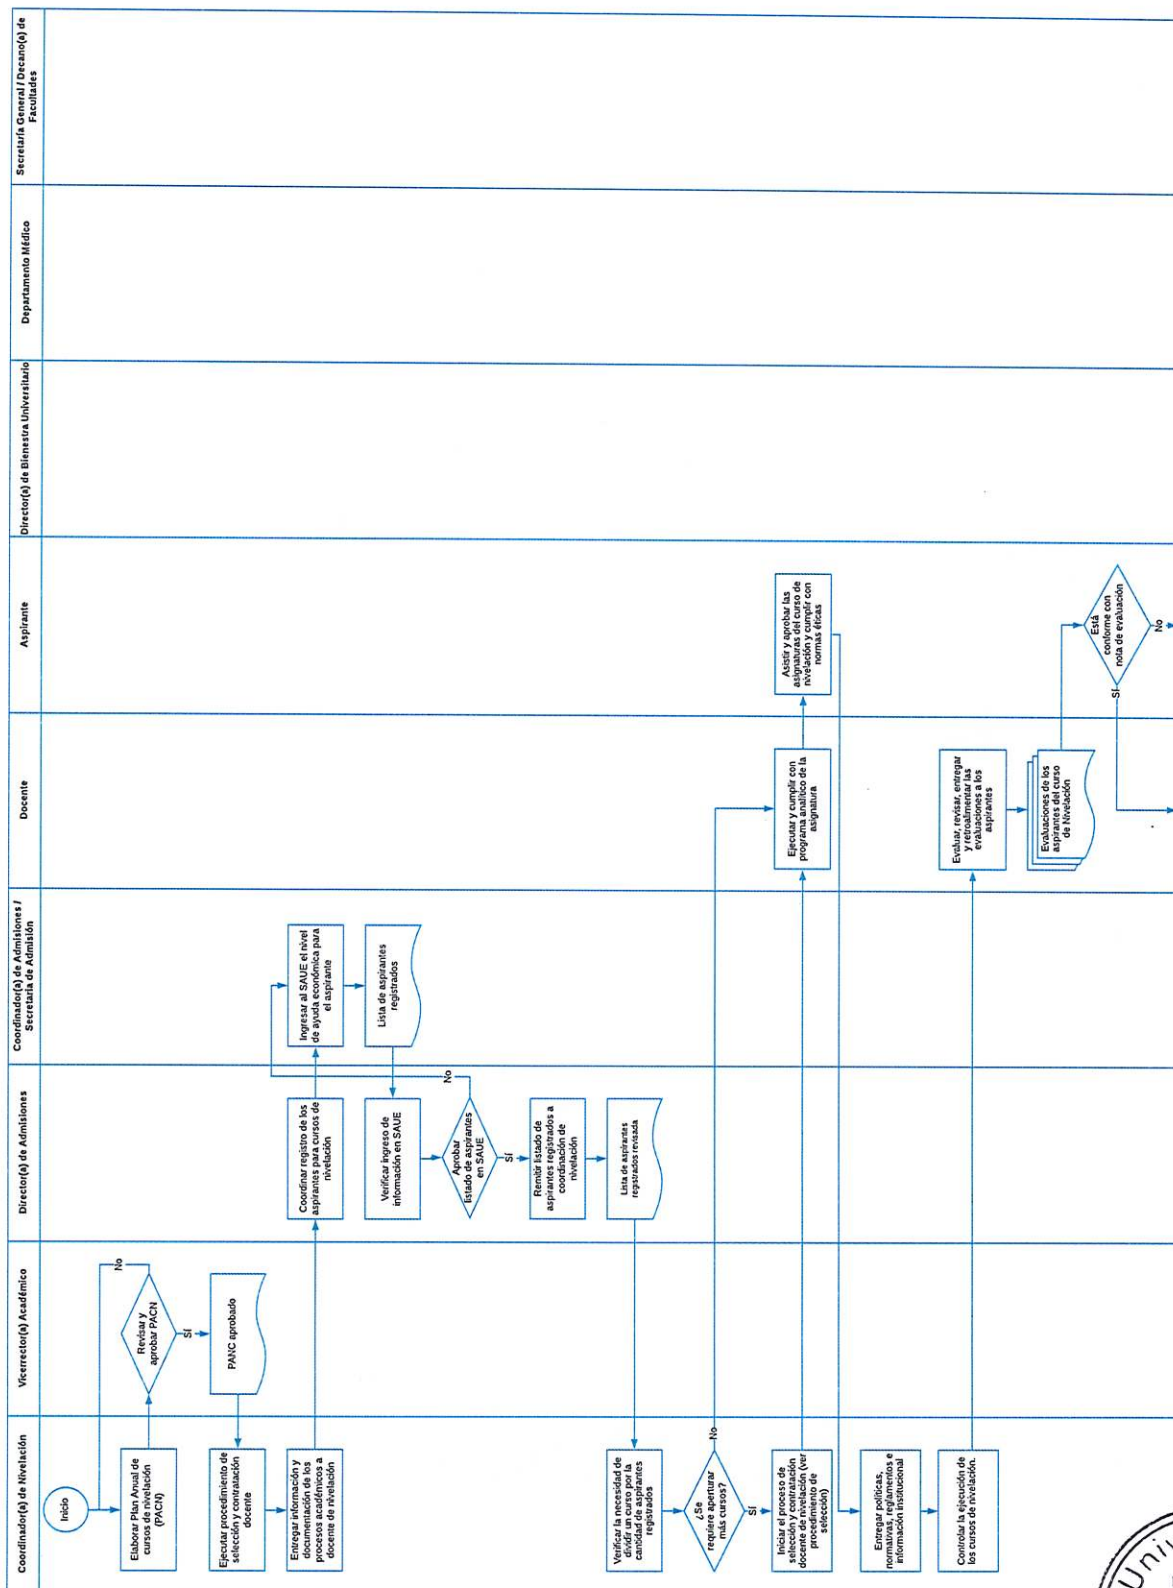 Coordinador(a) de Nivelación
Vicerrector(a) Académico
Director(a) de Admisiones
Coordinador(a) de Admisiones /
Secretaria de Admisión
Docente
Aspirante
Director(a) de Bienestra Universitario
Departamento Médico
Secretaría General / Decano(a) de
Facultades
Inicio
Elaborar Plan Anual de
cursos de nivelación
(PACN)
Revisar y
aprobar PACN
No
SÍ
PANC aprobado
Ejecutar procedimiento de
selección y contratación
docente
Entregar información y
documentación de los
procesos académicos a
docente de nivelación
Coordinar registro de los
aspirantes para cursos de
nivelación
Ingresar al SAUE el nivel
de ayuda económica para
el aspirante
Lista de aspirantes
registrados
Verificar ingreso de
información en SAUE
Aprobar
listado de aspirantes
en SAUE
No
SÍ
Remitir listado de
aspirantes registrados a
coordinación de
nivelación
Lista de aspirantes
registrados revisada
Verificar la necesidad de
dividir un curso por la
cantidad de aspirantes
registrados
¿Se
requiere aperturar
más cursos?
No
SÍ
Iniciar el proceso de
selección y contratación
docente de nivelación (ver
procedimiento de
selección)
Ejecutar y cumplir con
programa analítico de la
asignatura
Asistir y aprobar las
asignaturas del curso de
nivelación y cumplir con
normas éticas
Entregar políticas,
normativas, reglamentos e
información institucional
Controlar la ejecución de
los cursos de nivelación.
Evaluar, revisar, entregar
y retroalimentar las
evaluaciones a los
aspirantes
Evaluaciones de los
aspirantes del curso
de Nivelación
Está
conforme con
nota de evaluación
SÍ
No
Univ